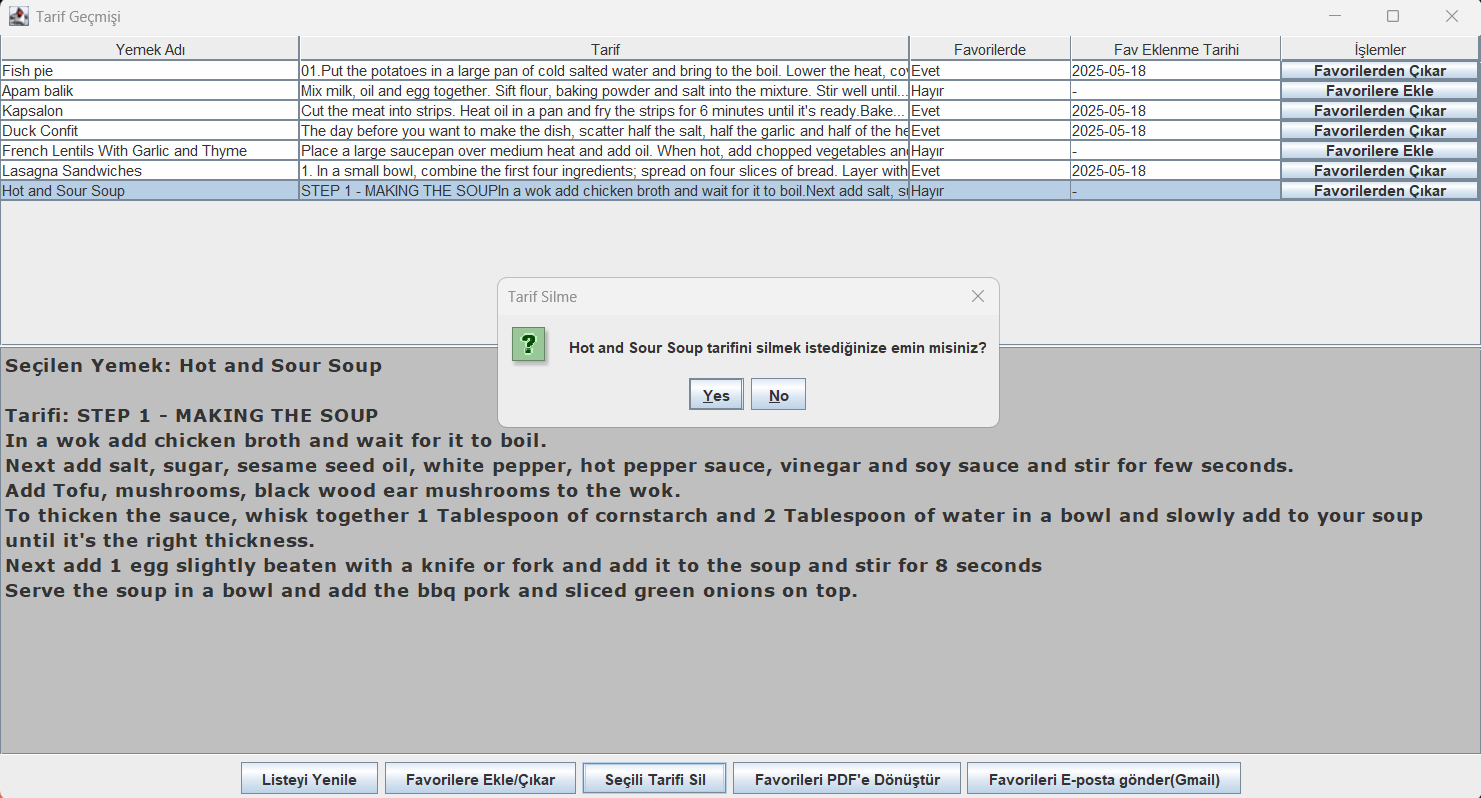 Tarif Geçmişi
Yemek Adı Tarif Favorilerde Fav Eklenme Tarihi İşlemler
Fish pie 01.Put the potatoes in a large pan of cold salted water and bring to the boil. Lower the heat, Evet 2025-05-18 Favorilerden Çıkar
Apam balik Mix milk, oil and egg together. Sift flour, baking powder and salt into the mixture. Stir well until... Hayır - Favorilere Ekle
Kapsalon Cut the meat into strips. Heat oil in a pan and fry the strips for 6 minutes until it's ready.Bake... Evet 2025-05-18 Favorilerden Çıkar
Duck Confit The day before you want to make the dish, scatter half the salt, half the garlic and half of the Evet 2025-05-18 Favorilerden Çıkar
French Lentils With Garlic and Thyme Place a large saucepan over medium heat and add oil. When hot, add chopped vegetables Hayır - Favorilere Ekle
Lasagna Sandwiches 1. In a small bowl, combine the first four ingredients; spread on four slices of bread. Layer with Evet 2025-05-18 Favorilerden Çıkar
Hot and Sour Soup STEP 1 - MAKING THE SOUPIn a wok add chicken broth and wait for it to boil.Next add salt, Hayır - Favorilerden Çıkar
Tarif Silme
? Hot and Sour Soup tarifini silmek istediğinize emin misiniz?
Yes No
Seçilen Yemek: Hot and Sour Soup
Tarifi: STEP 1 - MAKING THE SOUP
In a wok add chicken broth and wait for it to boil.
Next add salt, sugar, sesame seed oil, white pepper, hot pepper sauce, vinegar and soy sauce and stir for few seconds.
Add Tofu, mushrooms, black wood ear mushrooms to the wok.
To thicken the sauce, whisk together 1 Tablespoon of cornstarch and 2 Tablespoon of water in a bowl and slowly add to your soup
until it's the right thickness.
Next add 1 egg slightly beaten with a knife or fork and add it to the soup and stir for 8 seconds
Serve the soup in a bowl and add the bbq pork and sliced green onions on top.
Listeyi Yenile Favorilere Ekle/Çıkar Seçili Tarifi Sil Favorileri PDF'e Dönüştür Favorileri E-posta gönder(Gmail)